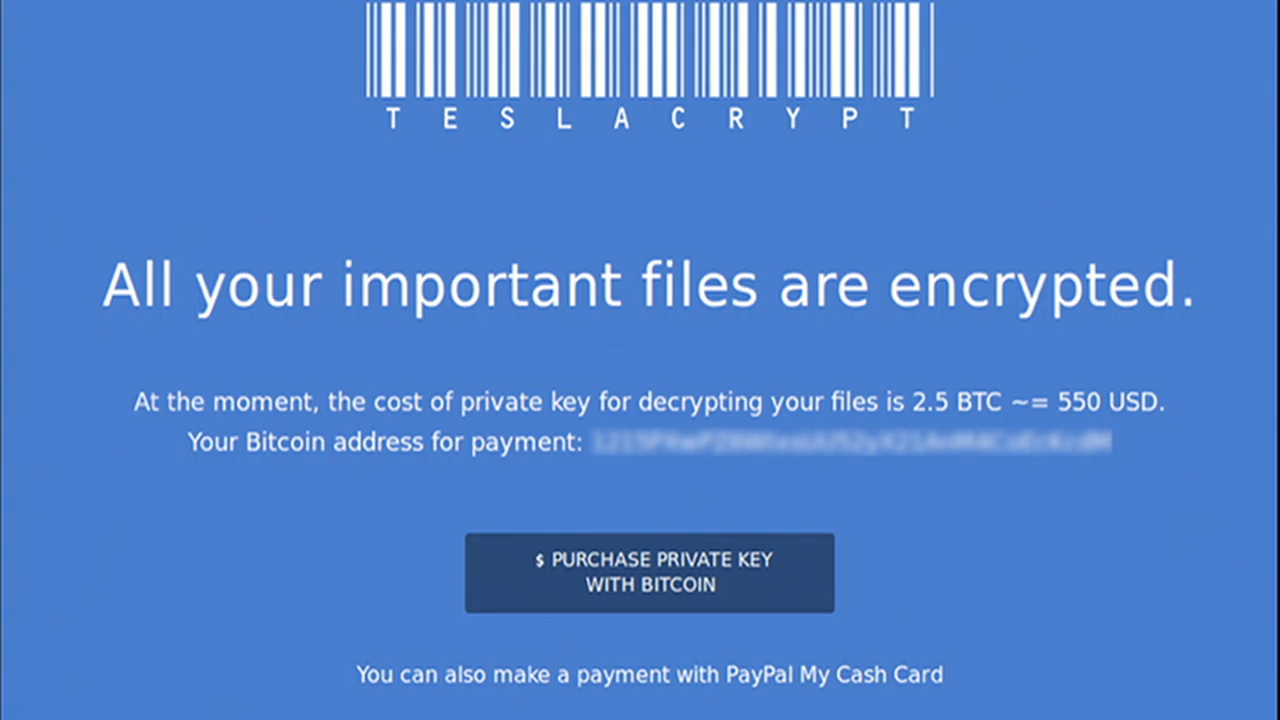 TESLACRYPT
All your important files are encrypted.
At the moment, the cost of private key for decrypting your files is 2.5 BTC ~= 550 USD.
Your Bitcoin address for payment:
$ PURCHASE PRIVATE KEY
WITH BITCOIN
You can also make a payment with PayPal My Cash Card